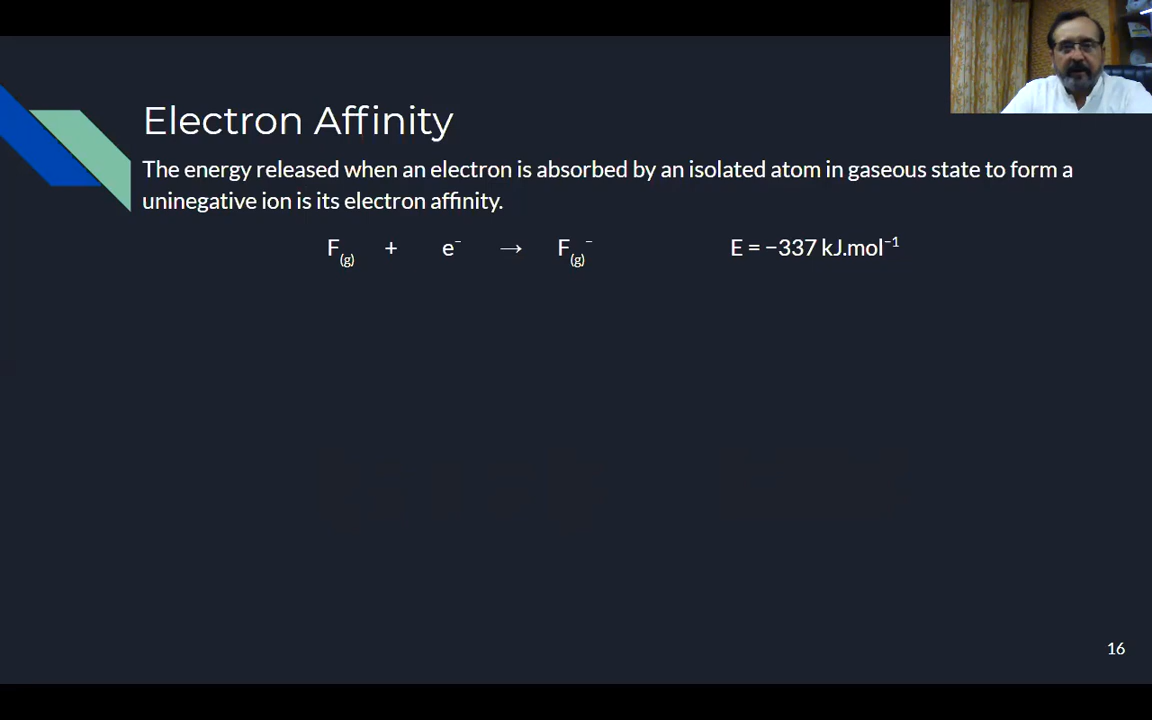 Electron Affinity
The energy released when an electron is absorbed by an isolated atom in gaseous state to form a
uninegative ion is its electron affinity.
F(g) + e⁻ → F(g)⁻ E = −337 kJ.mol⁻¹
16